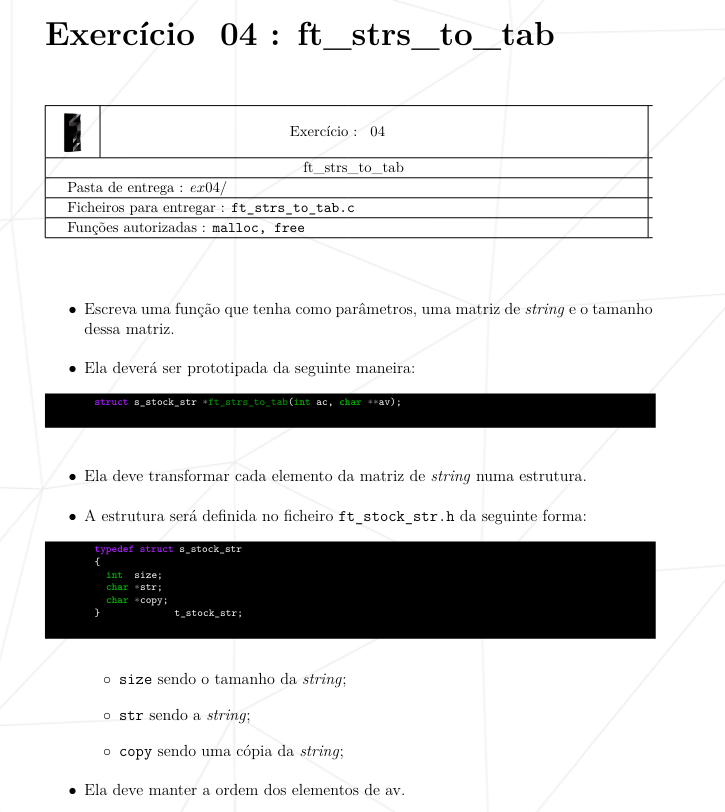 Exercício 04 : ft_strs_to_tab
Exercício : 04
ft_strs_to_tab
Pasta de entrega : ex04/
Ficheiros para entregar : ft_strs_to_tab.c
Funções autorizadas : malloc, free
• Escreva uma função que tenha como parâmetros, uma matriz de string e o tamanho
dessa matriz.
• Ela deverá ser prototipada da seguinte maneira:
struct s_stock_str *ft_strs_to_tab(int ac, char **av);
• Ela deve transformar cada elemento da matriz de string numa estrutura.
• A estrutura será definida no ficheiro ft_stock_str.h da seguinte forma:
typedef struct s_stock_str
{
int size;
char *str;
char *copy;
} t_stock_str;
◦ size sendo o tamanho da string;
◦ str sendo a string;
◦ copy sendo uma cópia da string;
• Ela deve manter a ordem dos elementos de av.